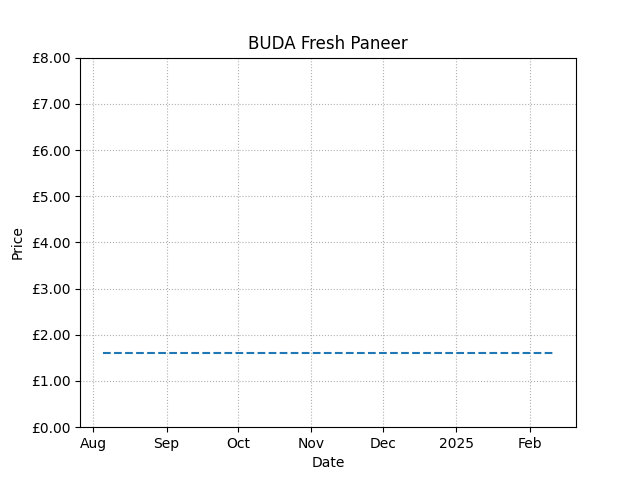 BUDA Fresh Paneer
£8.00
£7.00
£6.00
£5.00
£4.00
£3.00
£2.00
£1.00
£0.00
Price
Aug Sep Oct Nov Dec 2025 Feb
Date